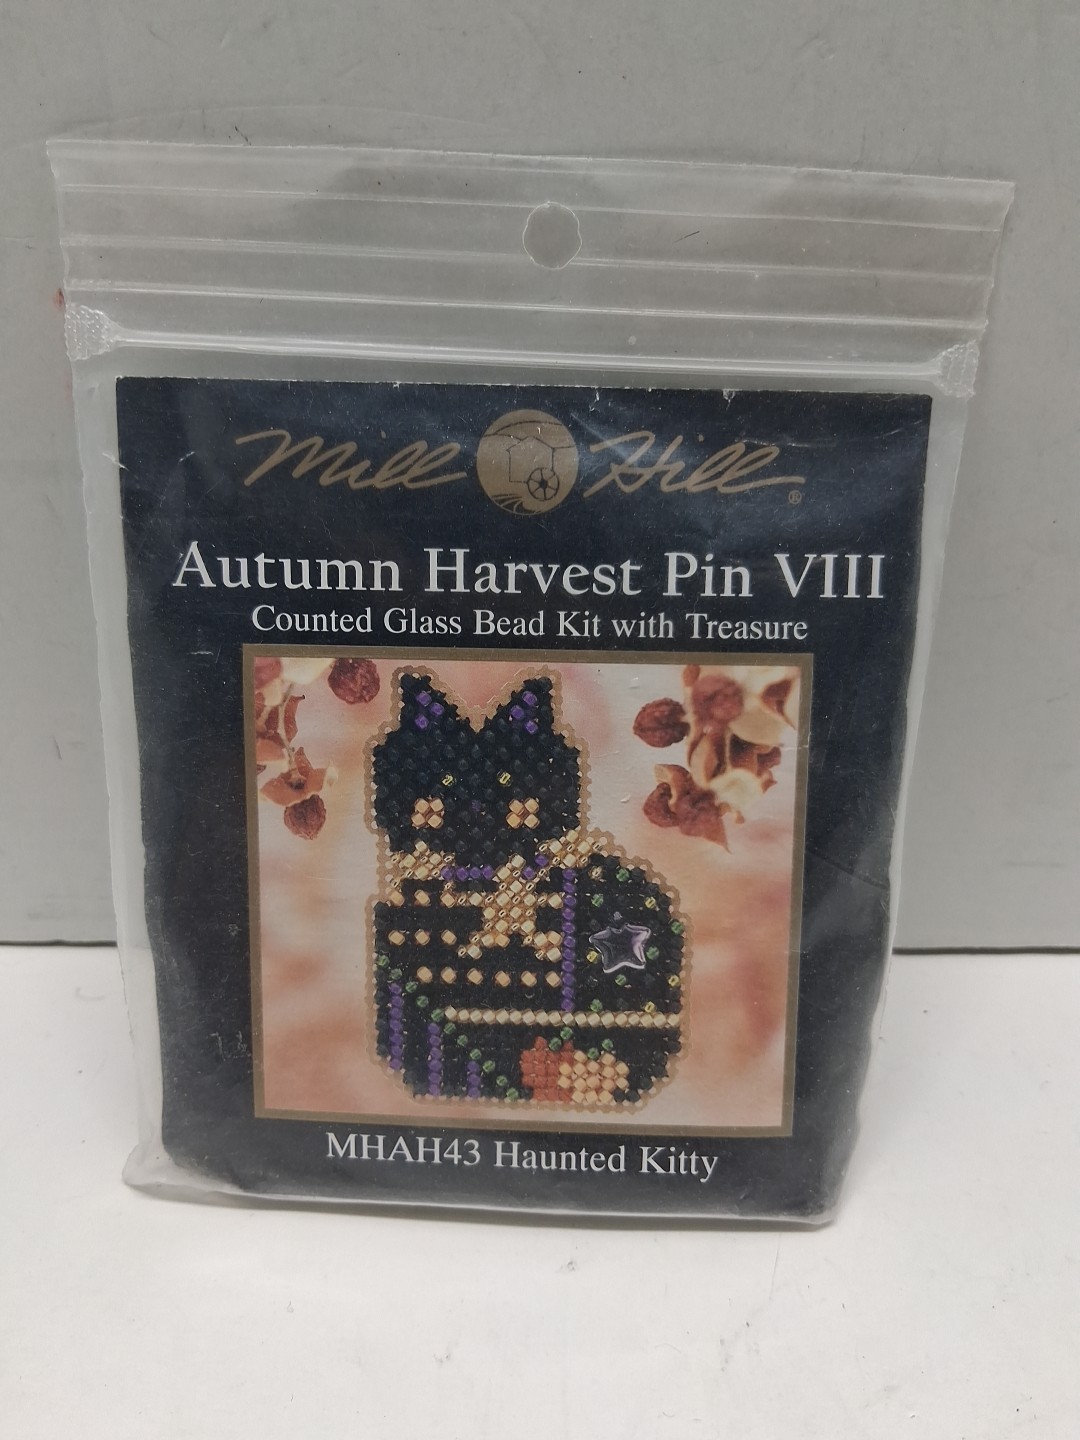 Mill Hill®
Autumn Harvest Pin VIII
Counted Glass Bead Kit with Treasure
MHAH43 Haunted Kitty